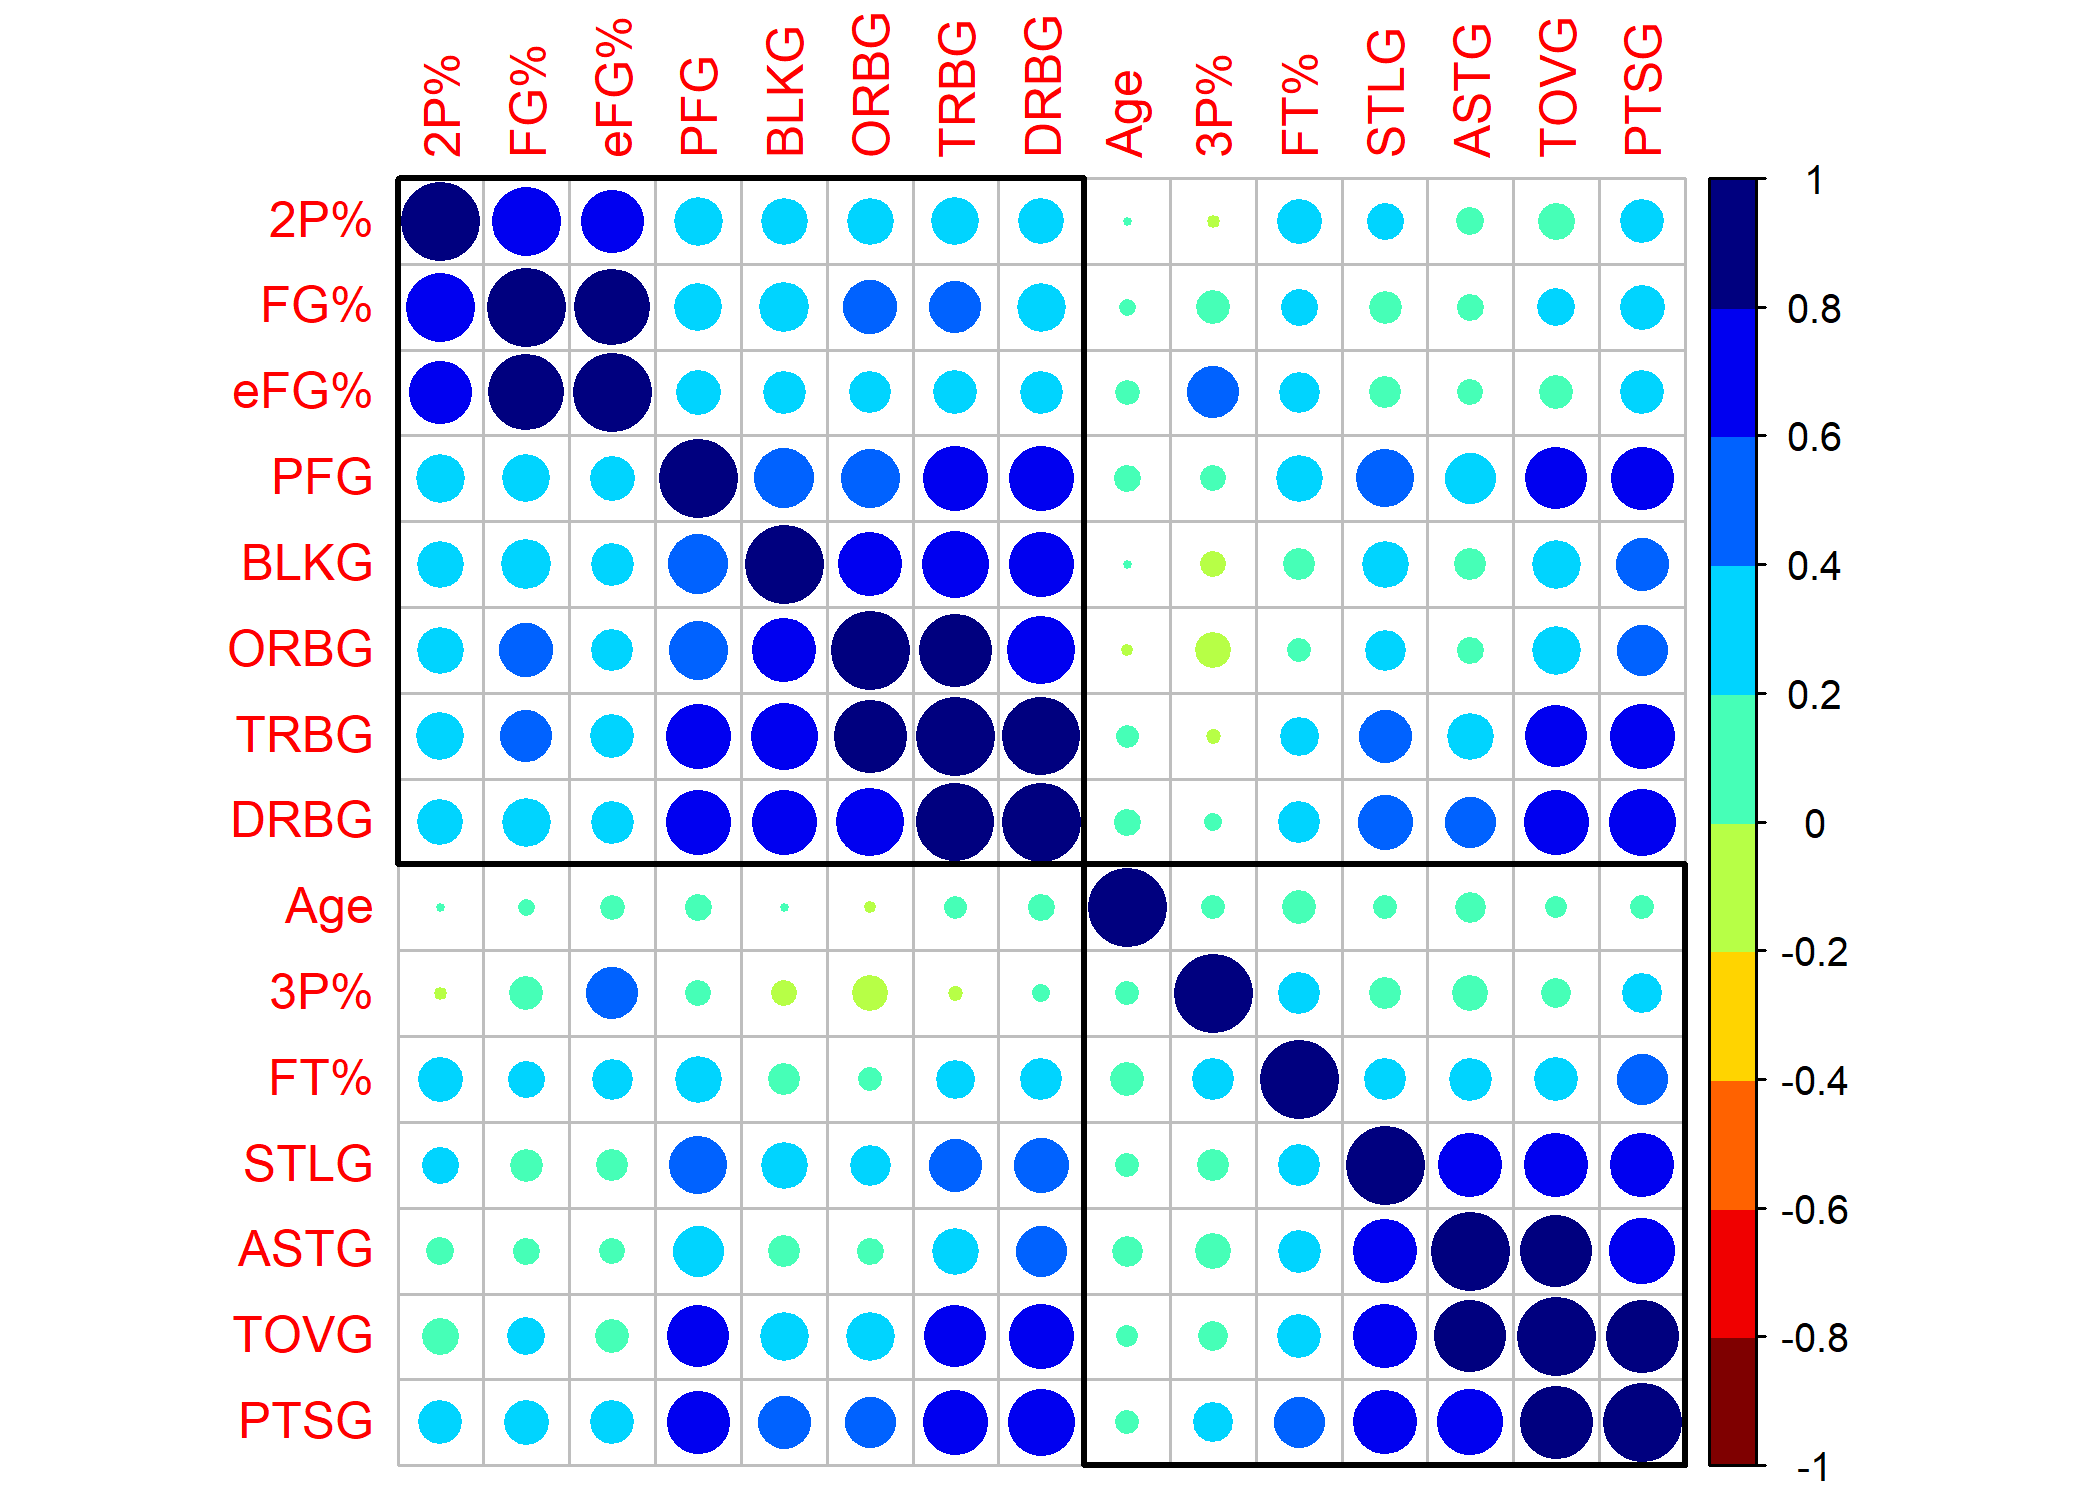 2P% FG% eFG% PFG BLKG ORBG TRBG DRBG Age 3P% FT% STLG ASTG TOVG PTSG
2P%
FG%
eFG%
PFG
BLKG
ORBG
TRBG
DRBG
Age
3P%
FT%
STLG
ASTG
TOVG
PTSG
1
0.8
0.6
0.4
0.2
0
-0.2
-0.4
-0.6
-0.8
-1